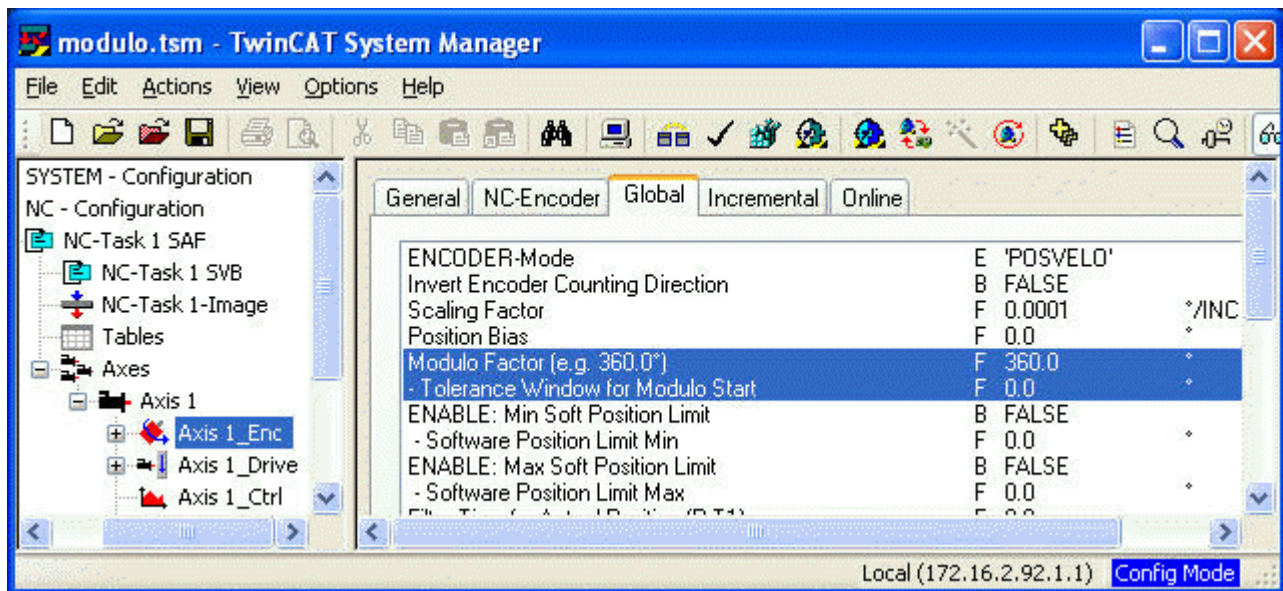 modulo.tsm - TwinCAT System Manager
File Edit Actions View Options Help
SYSTEM - Configuration
NC - Configuration
NC-Task 1 SAF
NC-Task 1 SVB
NC-Task 1-Image
Tables
Axes
Axis 1
Axis 1_Enc
Axis 1_Drive
Axis 1_Ctrl
General NC-Encoder Global Incremental Online
ENCODER-Mode E 'POSVELO'
Invert Encoder Counting Direction B FALSE
Scaling Factor F 0.0001 °/INC
Position Bias F 0.0 °
Modulo Factor (e.g. 360.0°) F 360.0 °
- Tolerance Window for Modulo Start F 0.0 °
ENABLE: Min Soft Position Limit B FALSE
- Software Position Limit Min F 0.0 °
ENABLE: Max Soft Position Limit B FALSE
- Software Position Limit Max F 0.0 °
Local (172.16.2.92.1.1) Config Mode